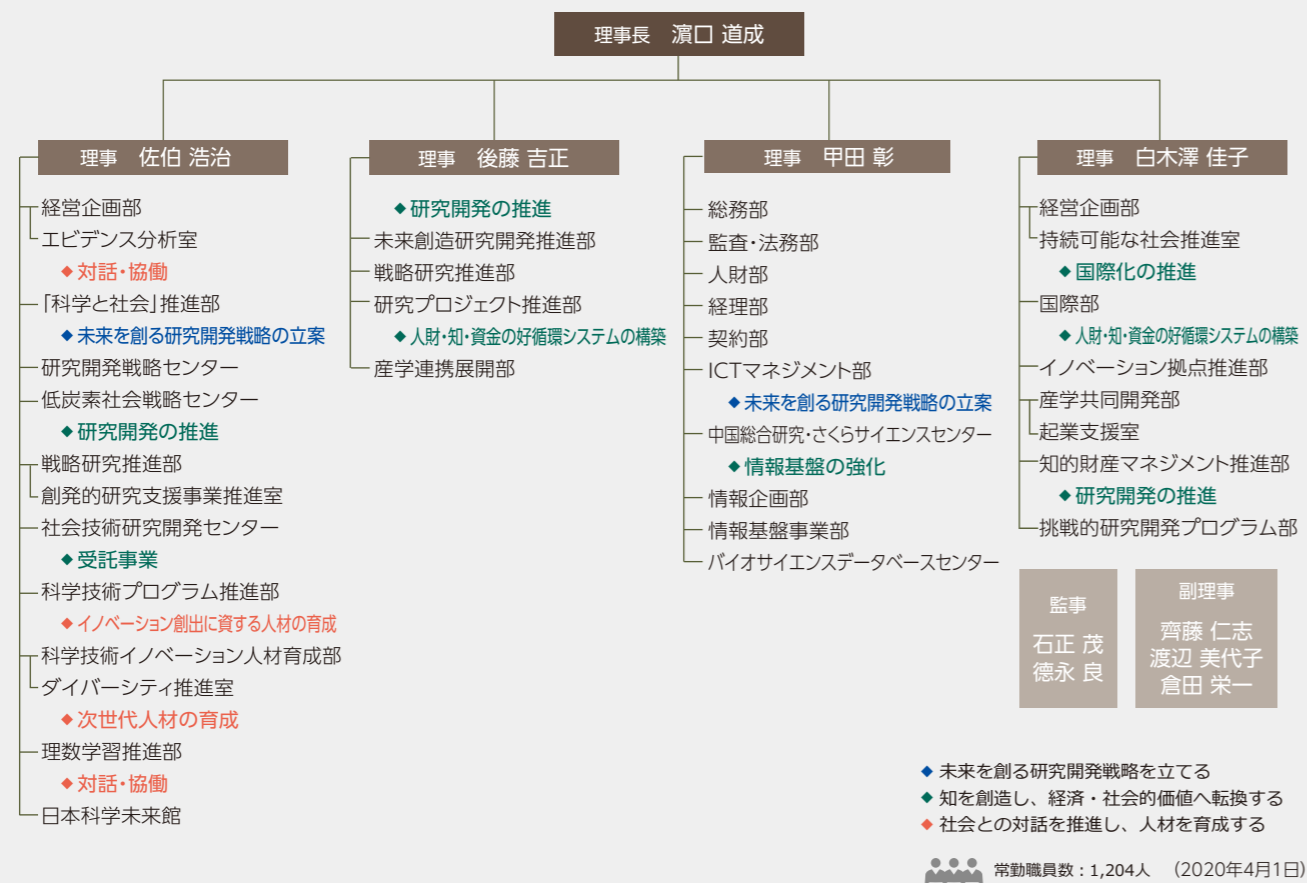 理事長 濵口 道成
理事 佐伯 浩治
経営企画部
エビデンス分析室
◆対話・協働
「科学と社会」推進部
◆未来を創る研究開発戦略の立案
研究開発戦略センター
低炭素社会戦略センター
◆研究開発の推進
戦略研究推進部
創発的研究支援事業推進室
社会技術研究開発センター
◆受託事業
科学技術プログラム推進部
◆イノベーション創出に資する人材の育成
科学技術イノベーション人材育成部
ダイバーシティ推進室
◆次世代人材の育成
理数学習推進部
◆対話・協働
日本科学未来館
理事 後藤 吉正
◆研究開発の推進
未来創造研究開発推進部
戦略研究推進部
研究プロジェクト推進部
◆人財・知・資金の好循環システムの構築
産学連携展開部
理事 甲田 彰
総務部
監査・法務部
人財部
経理部
契約部
ICTマネジメント部
◆未来を創る研究開発戦略の立案
中国総合研究・さくらサイエンスセンター
◆情報基盤の強化
情報企画部
情報基盤事業部
バイオサイエンスデータベースセンター
理事 白木澤 佳子
経営企画部
持続可能な社会推進室
◆国際化の推進
国際部
◆人財・知・資金の好循環システムの構築
イノベーション拠点推進部
産学共同開発部
起業支援室
知的財産マネジメント推進部
◆研究開発の推進
挑戦的研究開発プログラム部
監事
石正 茂
德永 良
副理事
齊藤 仁志
渡辺 美代子
倉田 栄一
◆未来を創る研究開発戦略を立てる
◆知を創造し、経済・社会的価値へ転換する
◆社会との対話を推進し、人材を育成する
常勤職員数：1,204人 （2020年4月1日）